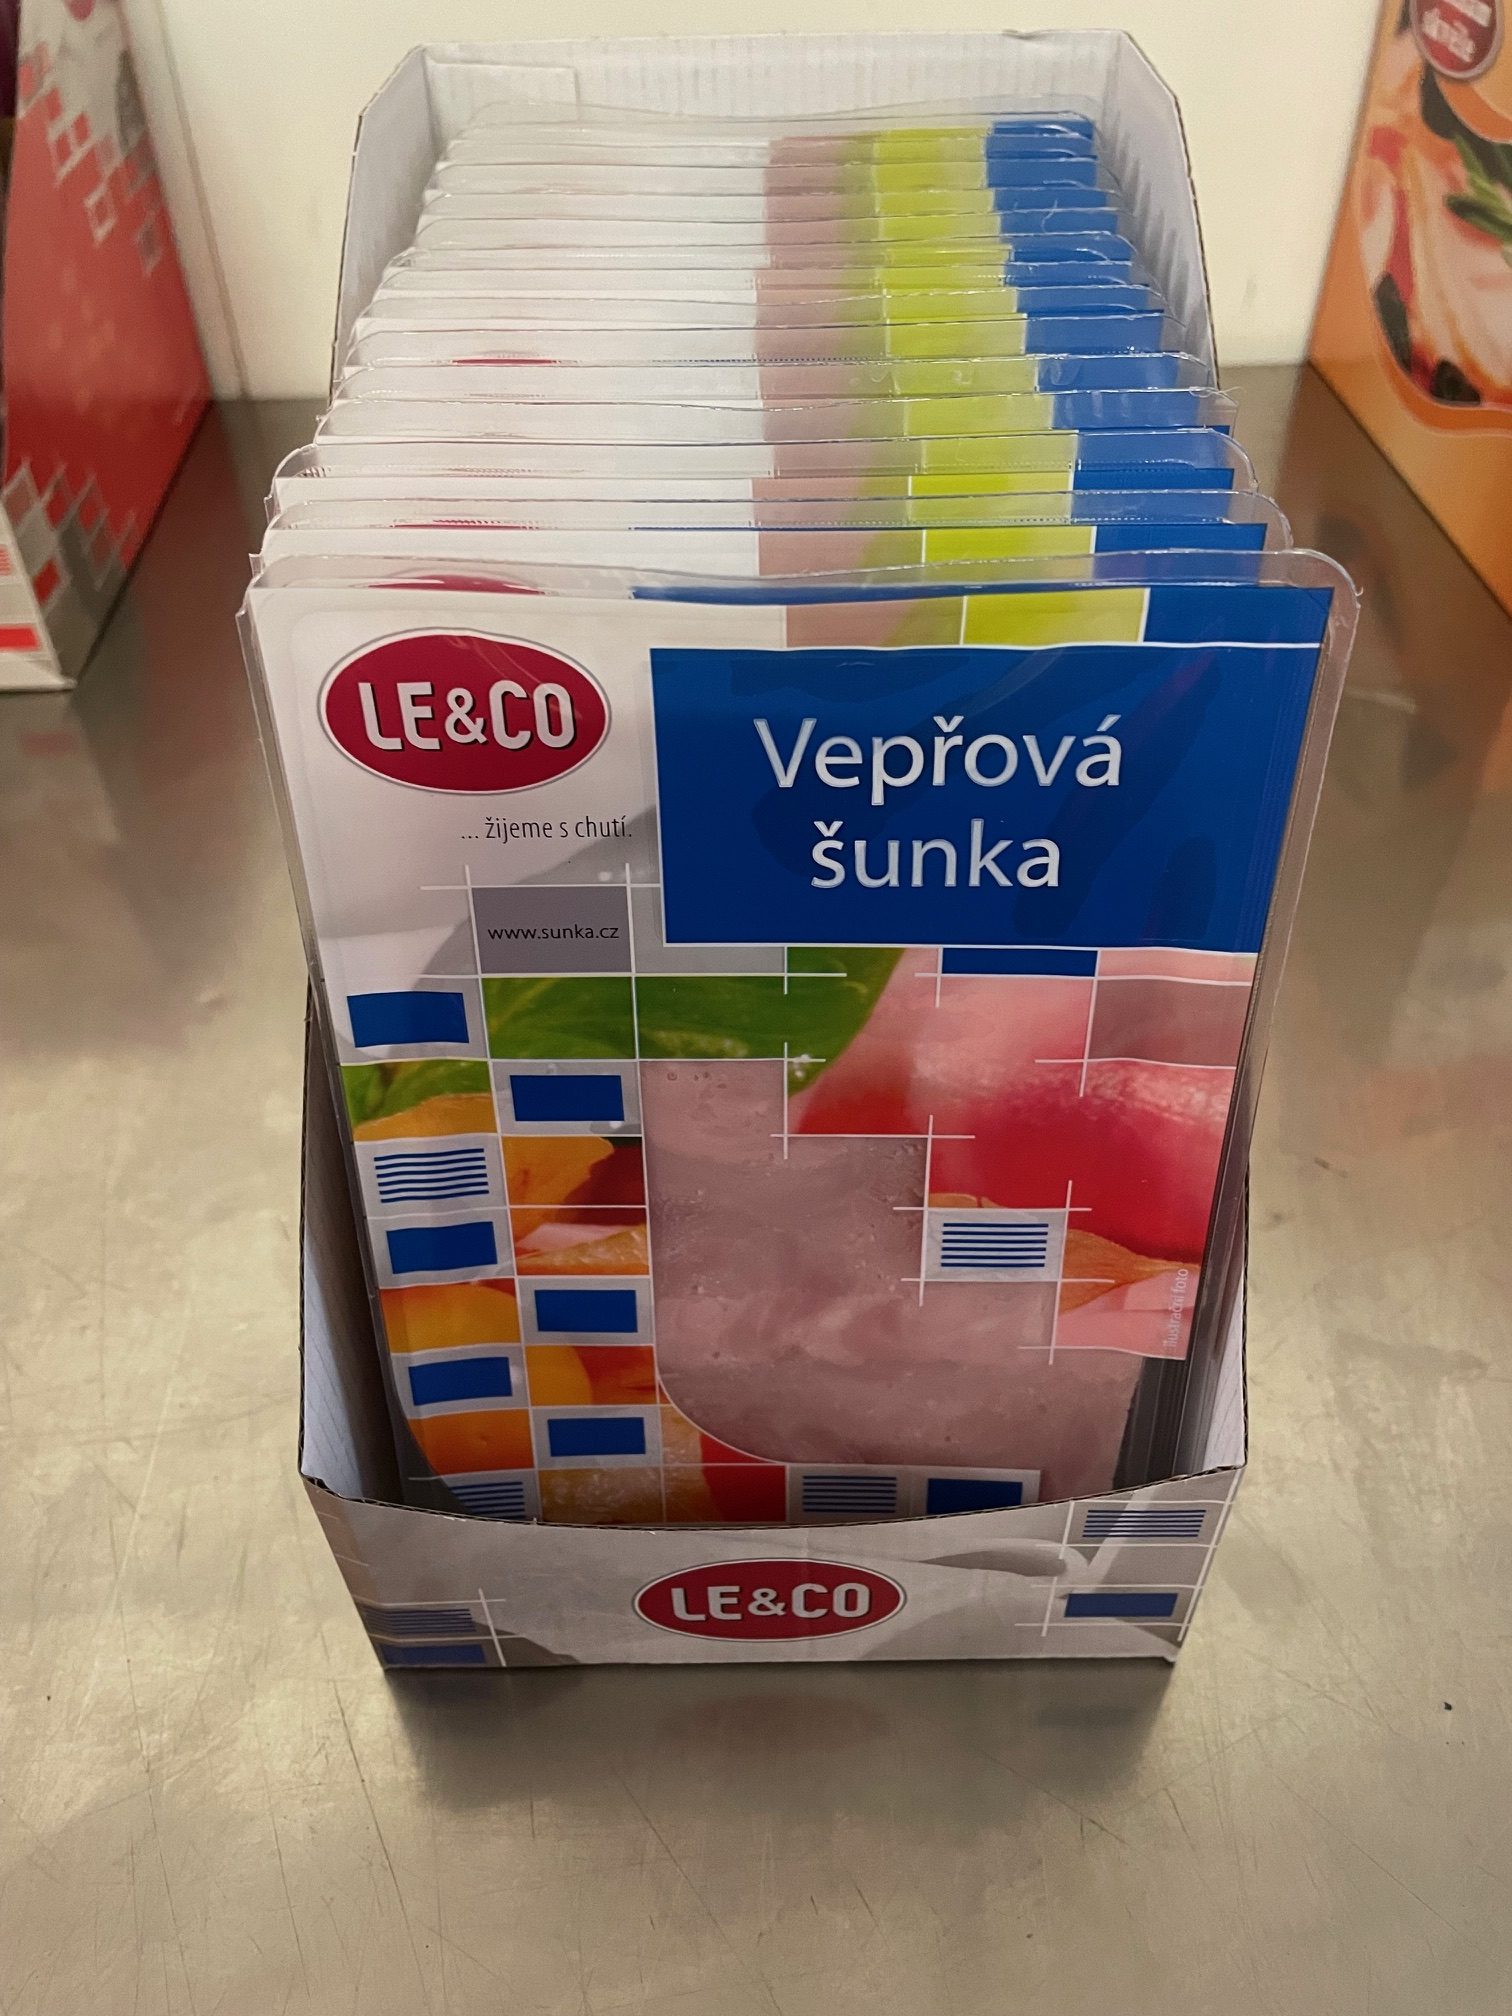 LE&CO
... žijeme s chutí.
Vepřová
šunka
www.sunka.cz
ilustrační foto
LE&CO